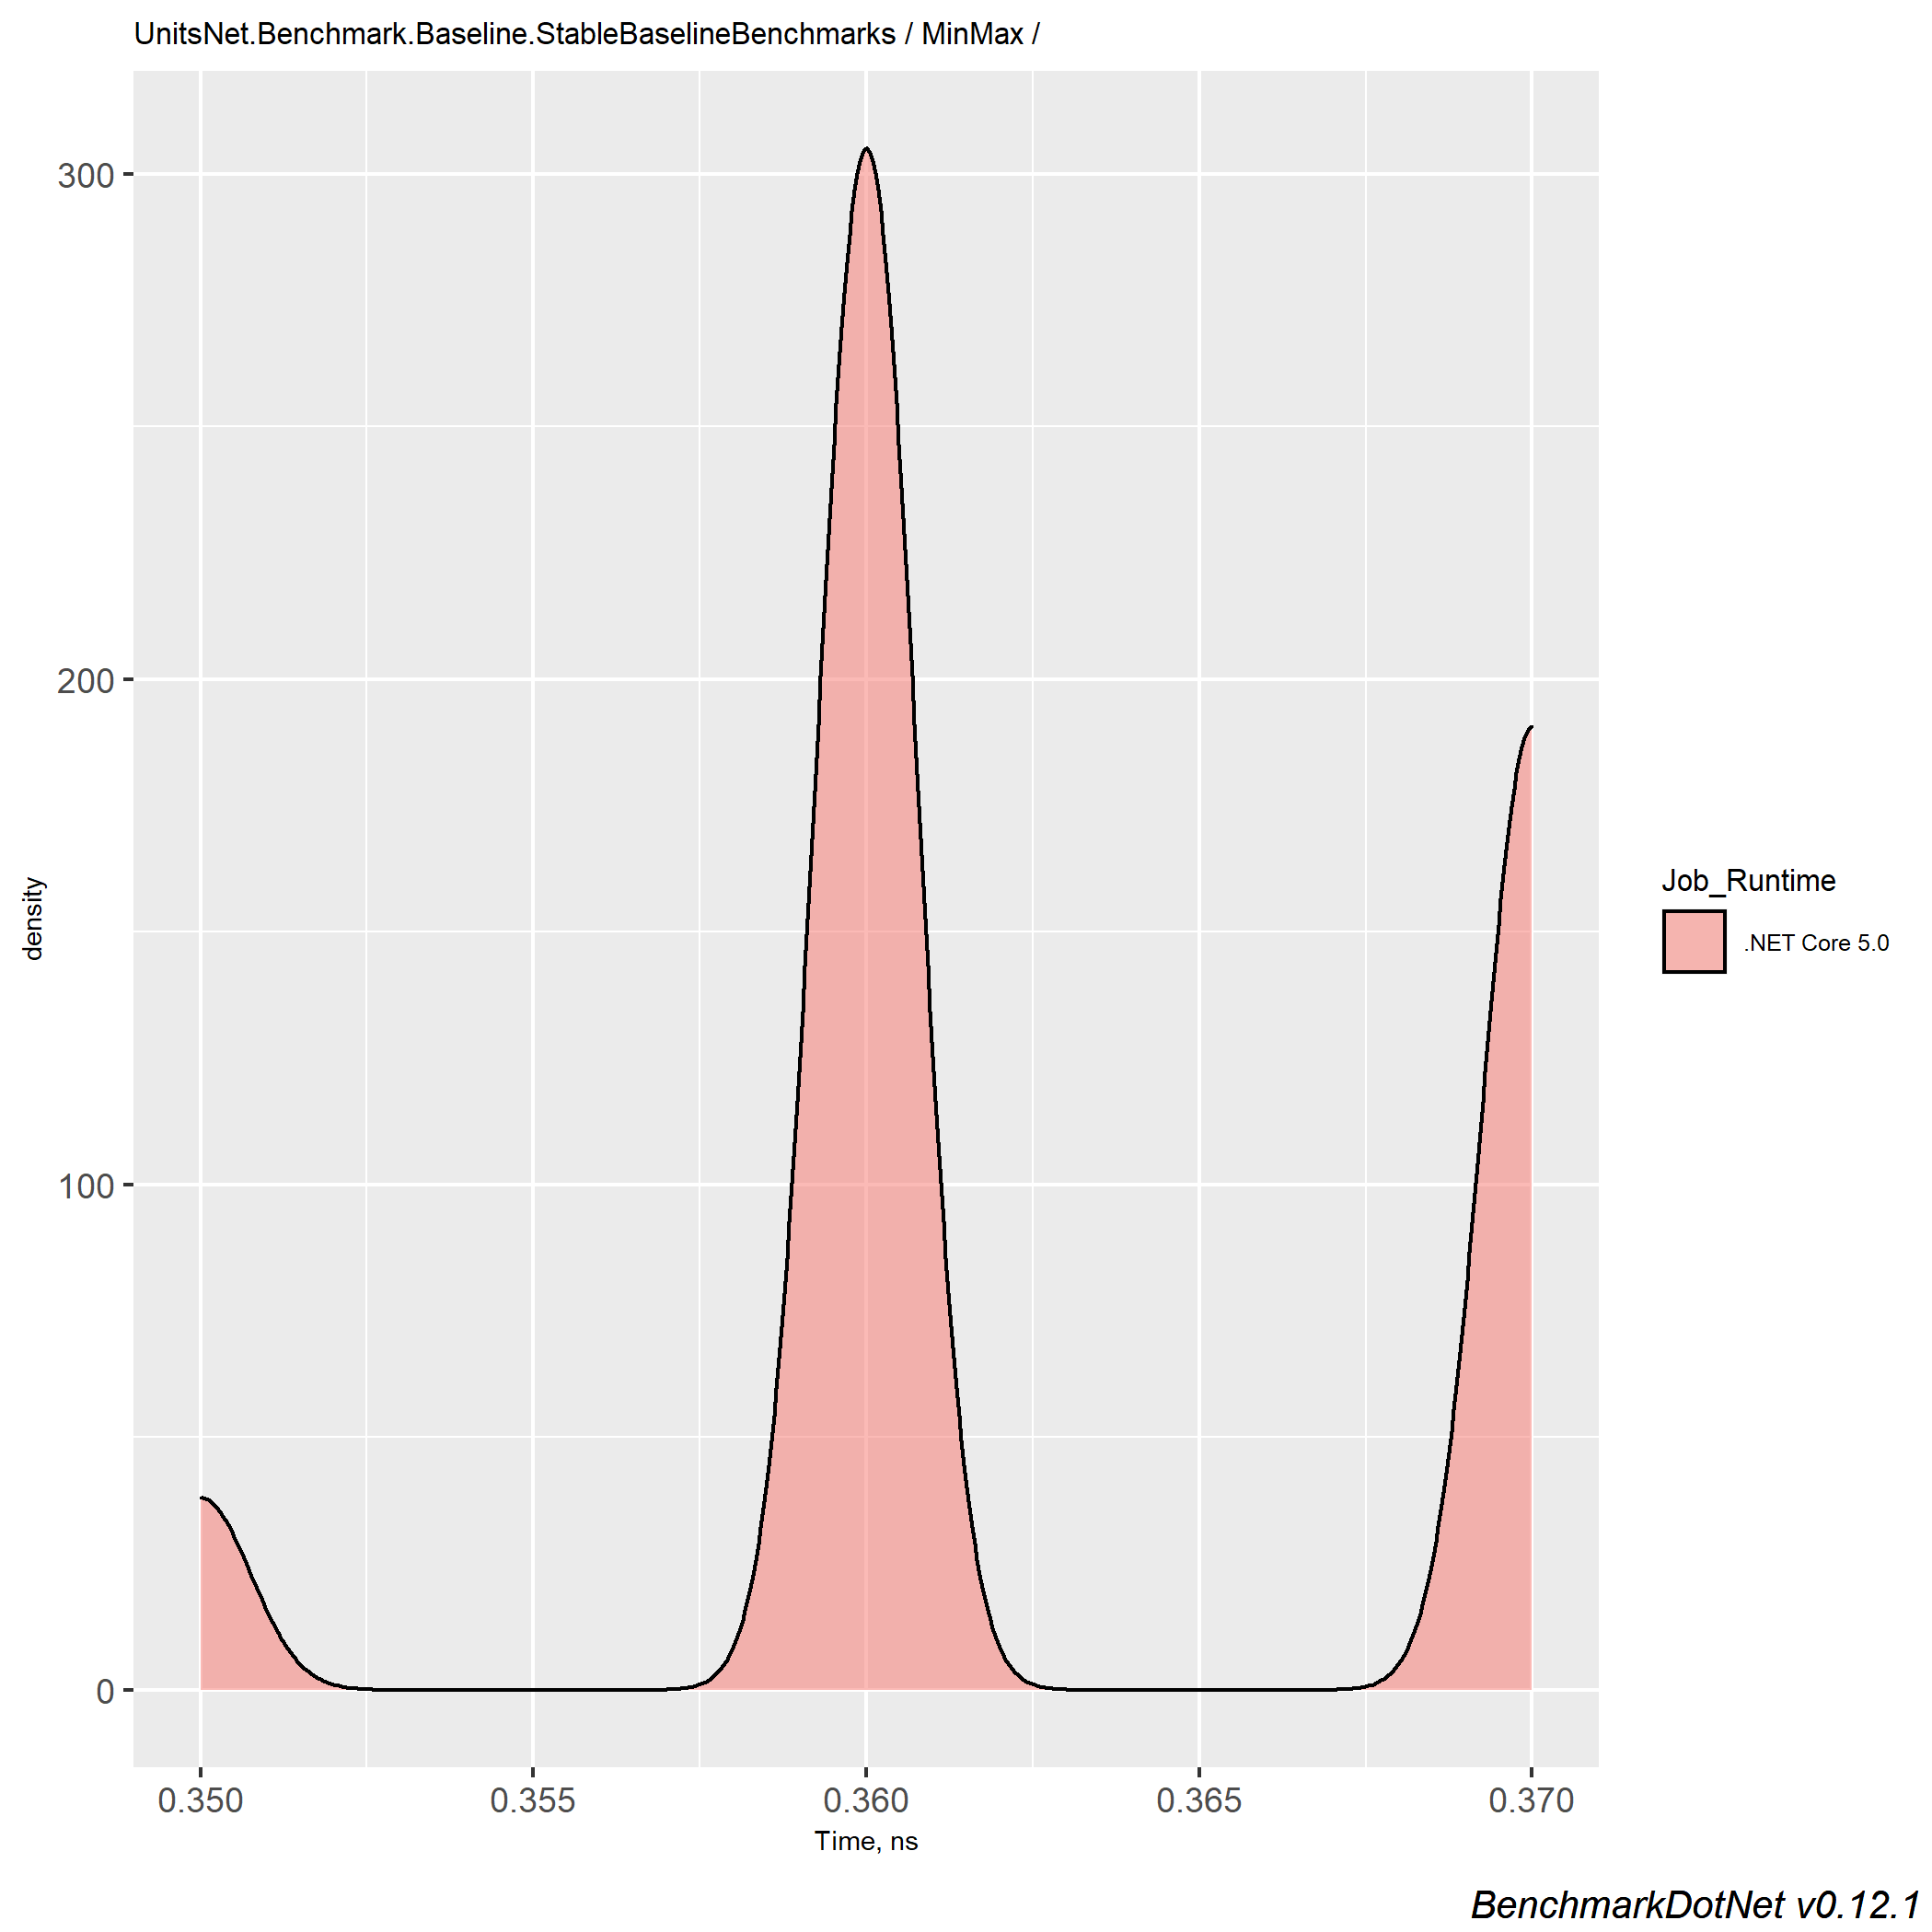 UnitsNet.Benchmark.Baseline.StableBaselineBenchmarks / MinMax /
300
200
100
0
density
0.350 0.355 0.360 0.365 0.370
Time, ns
Job_Runtime
.NET Core 5.0
BenchmarkDotNet v0.12.1